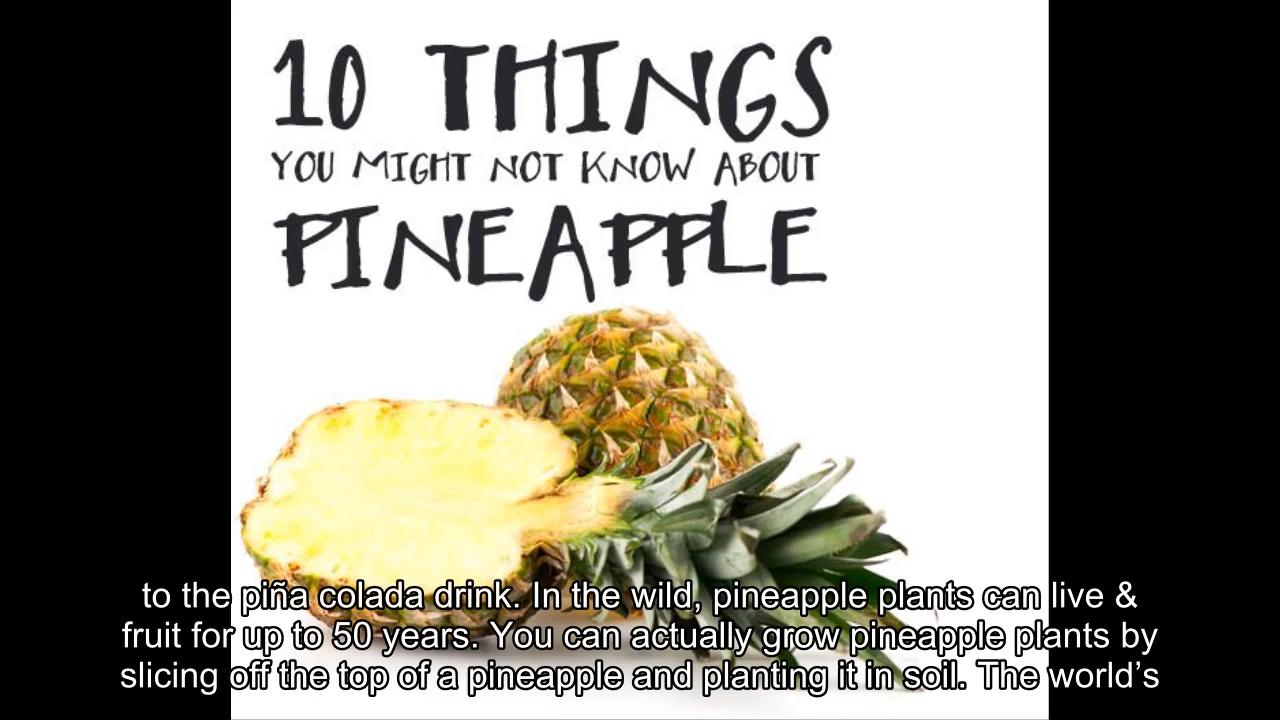 10 THINGS
YOU MIGHT NOT KNOW ABOUT
PINEAPPLE
to the piña colada drink. In the wild, pineapple plants can live &
fruit for up to 50 years. You can actually grow pineapple plants by
slicing off the top of a pineapple and planting it in soil. The world’s